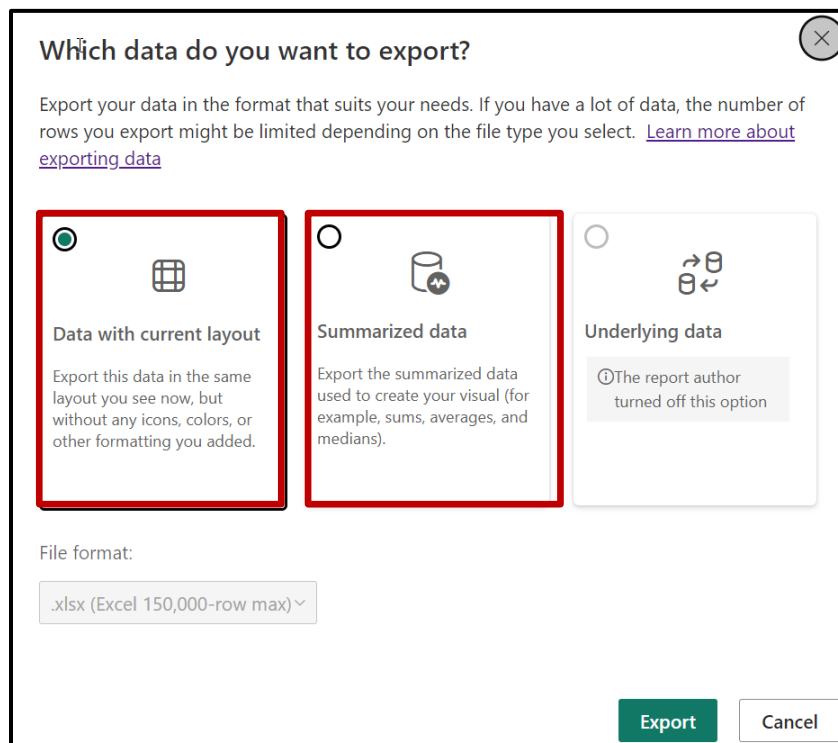 Which data do you want to export?
Export your data in the format that suits your needs. If you have a lot of data, the number of
rows you export might be limited depending on the file type you select. Learn more about
exporting data
Data with current layout
Export this data in the same
layout you see now, but
without any icons, colors, or
other formatting you added.
Summarized data
Export the summarized data
used to create your visual (for
example, sums, averages, and
medians).
Underlying data
The report author
turned off this option
File format:
.xlsx (Excel 150,000-row max)
Export
Cancel